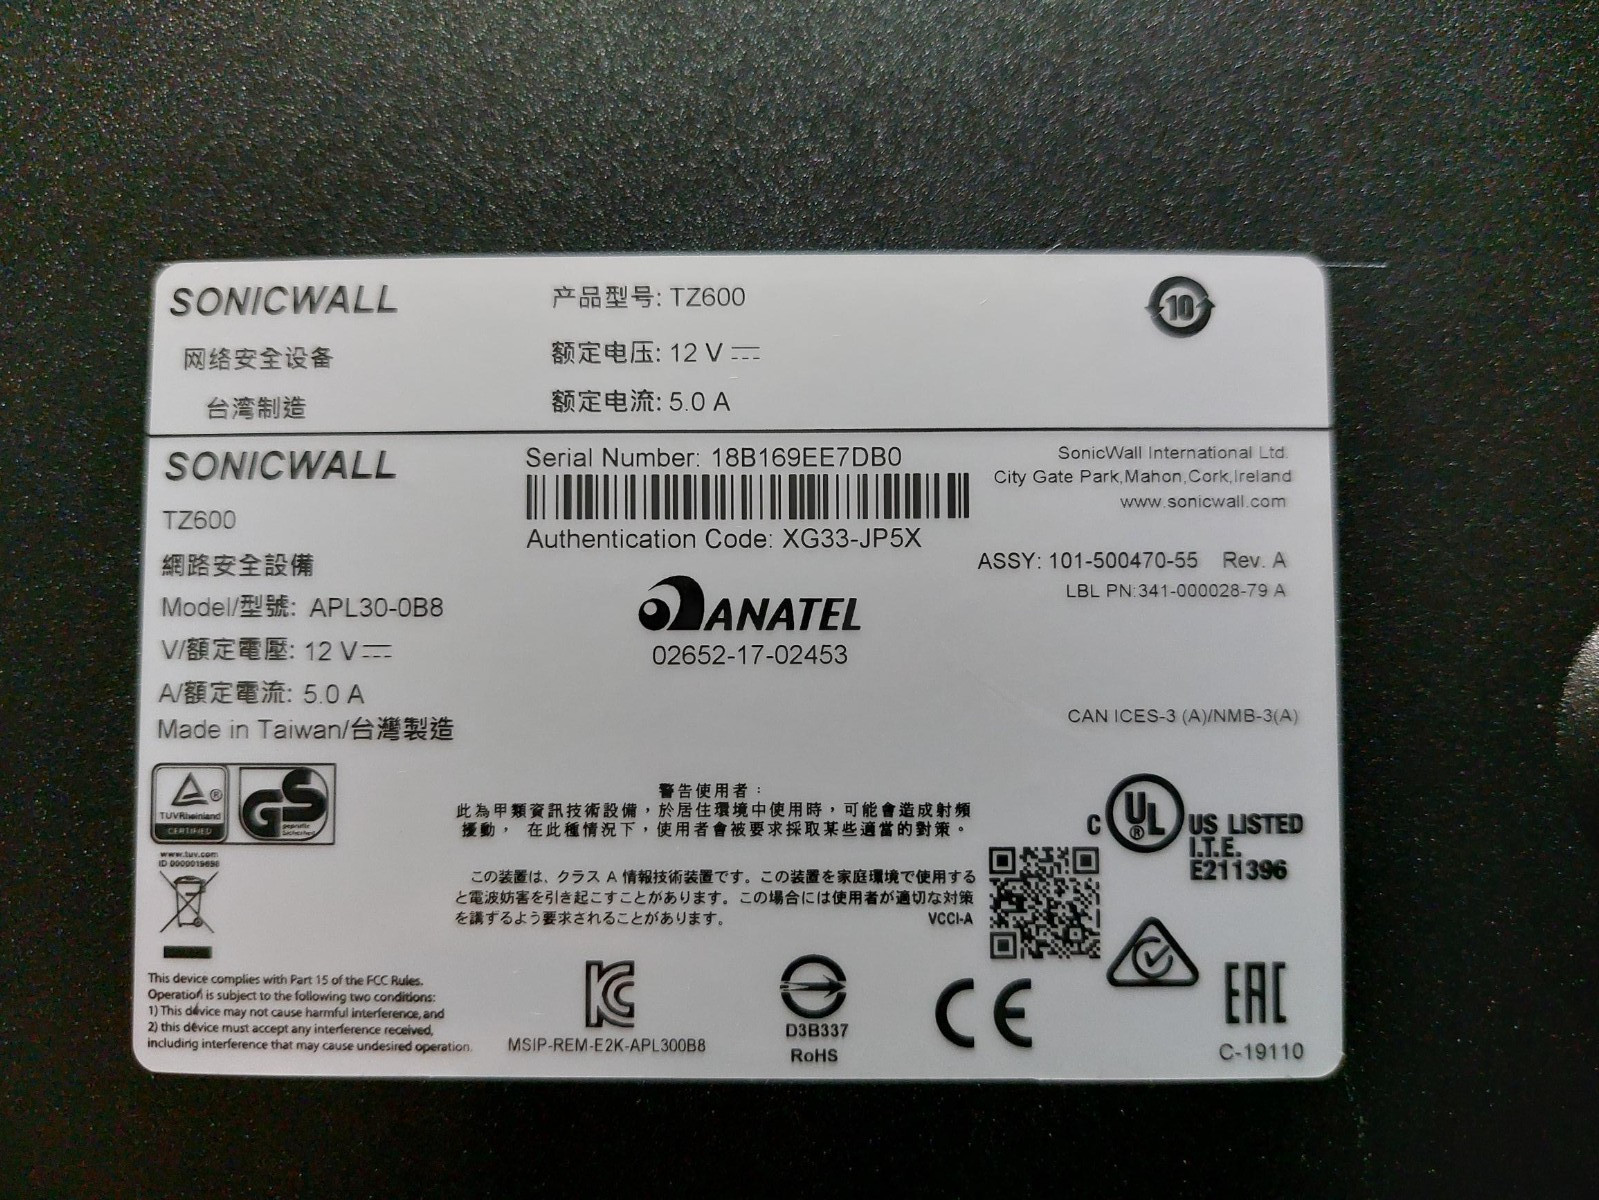 SONICWALL
网络安全设备
台湾制造
产品型号: TZ600
额定电压: 12 V
额定电流: 5.0 A
10
SONICWALL
TZ600
網路安全設備
Model/型號: APL30-0B8
V/額定電壓: 12 V
A/額定電流: 5.0 A
Made in Taiwan/台灣製造
Serial Number: 18B169EE7DB0
Authentication Code: XG33-JP5X
SonicWall International Ltd.
City Gate Park,Mahon,Cork,Ireland
www.sonicwall.com
ASSY: 101-500470-55 Rev. A
LBL PN:341-000028-79 A
ANATEL
02652-17-02453
CAN ICES-3 (A)/NMB-3(A)
TUVRheinland
CERTIFIED
GS
www.tuv.com
警告使用者：
此為甲類資訊技術設備，於居住環境中使用時，可能會造成射頻
擾動， 在此種情況下，使用者會被要求採取某些適當的對策。
この装置は、クラス A 情報技術装置です。この装置を家庭環境で使用する
と電波妨害を引き起こすことがあります。この場合には使用者が適切な対策
を講ずるよう要求されることがあります。
VCCI-A
C UL ® US LISTED
I.T.E.
E211396
This device complies with Part 15 of the FCC Rules.
Operation is subject to the following two conditions:
1) This device may not cause harmful interference, and
2) this device must accept any interference received,
including interference that may cause undesired operation.
KC
MSIP-REM-E2K-APL300B8
D3B337
RoHS
CE
EAC
C-19110